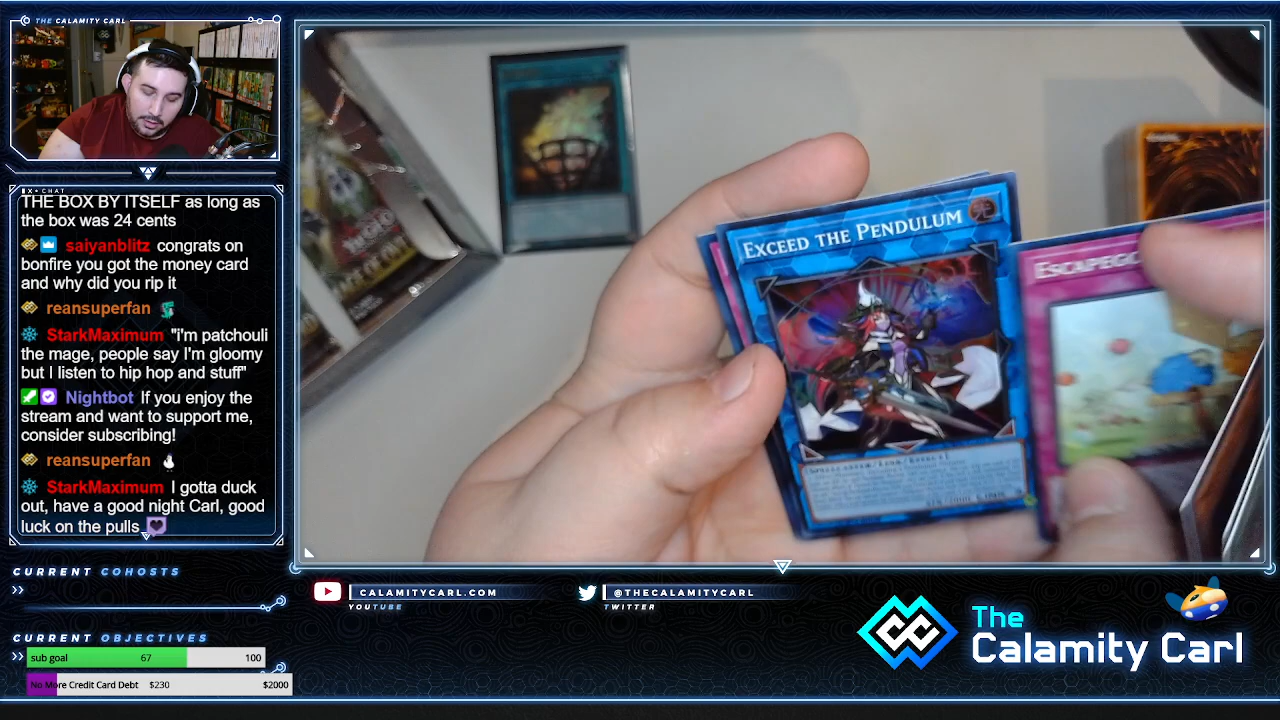 THE CALAMITY CARL
CHAT
THE BOX BY ITSELF as long as
the box was 24 cents
saiyanblitz congrats on
bonfire you got the money card
and why did you rip it
reansuperfan
StarkMaximum "i'm patchouli
the mage, people say I'm gloomy
but I listen to hip hop and stuff"
Nightbot If you enjoy the
stream and want to support me,
consider subscribing!
reansuperfan
StarkMaximum I gotta duck
out, have a good night Carl, good
luck on the pulls
CURRENT COHOSTS
CURRENT OBJECTIVES
sub goal 67 100
No More Credit Card Debt $230 $2000
EXCEED THE PENDULUM
CALAMITYCARL.COM
YOUTUBE
@THECALAMITYCARL
TWITTER
The
Calamity Carl